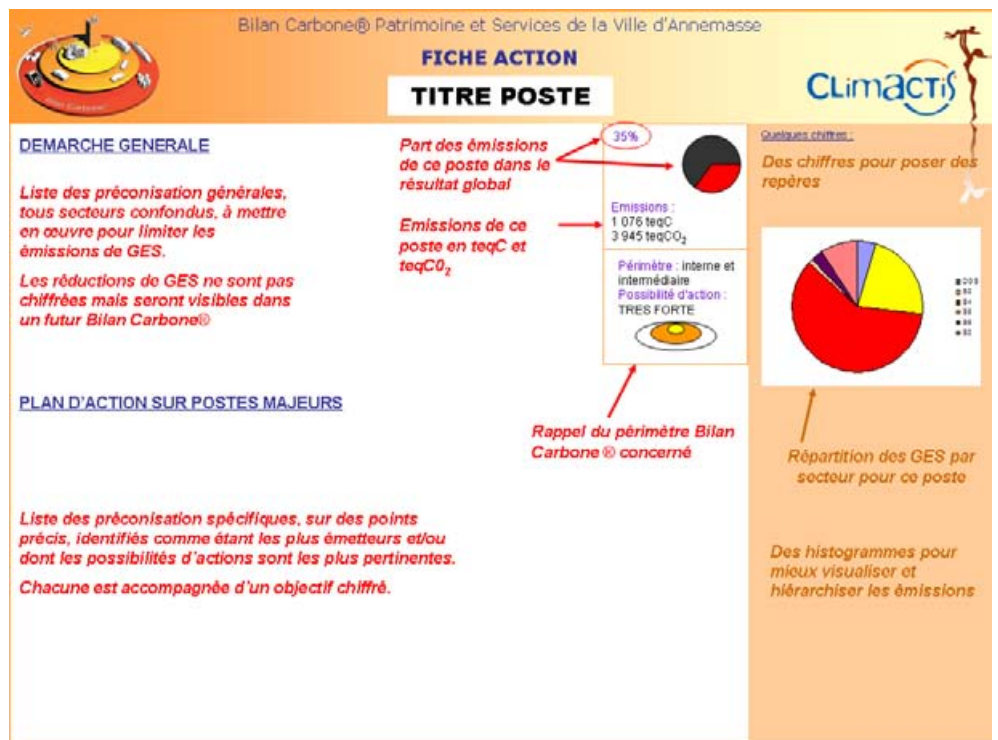 Bilan Carbone® Patrimoine et Services de la Ville d'Annemasse
FICHE ACTION
TITRE POSTE
CLimactis
Bilan Carbone®
DEMARCHE GENERALE
Liste des préconisation générales,
tous secteurs confondus, à mettre
en œuvre pour limiter les
émissions de GES.
Les réductions de GES ne sont pas
chiffrées mais seront visibles dans
un futur Bilan Carbone®
Part des émissions
de ce poste dans le
résultat global
Emissions de ce
poste en teqC et
teqC0₂
35%
Emissions :
1 076 teqC
3 945 teqCO₂
Périmètre : interne et
intermédiaire
Possibilité d'action :
TRES FORTE
Rappel du périmètre Bilan
Carbone ® concerné
PLAN D'ACTION SUR POSTES MAJEURS
Liste des préconisation spécifiques, sur des points
précis, identifiés comme étant les plus émetteurs et/ou
dont les possibilités d'actions sont les plus pertinentes.
Chacune est accompagnée d'un objectif chiffré.
Quelques chiffres :
Des chiffres pour poser des
repères
Répartition des GES par
secteur pour ce poste
Des histogrammes pour
mieux visualiser et
hiérarchiser les émissions